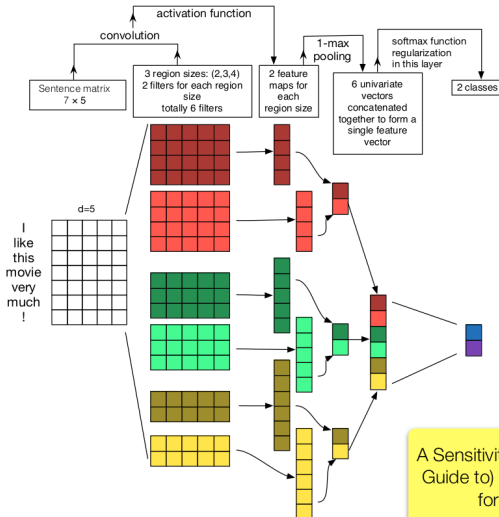 activation function
convolution
1-max
pooling
softmax function
regularization
in this layer
Sentence matrix
7 × 5
3 region sizes: (2,3,4)
2 filters for each region
size
totally 6 filters
2 feature
maps for
each
region size
6 univariate
vectors
concatenated
together to form a
single feature
vector
2 classes
d=5
I
like
this
movie
very
much
!
A Sensitivit
Guide to)
for